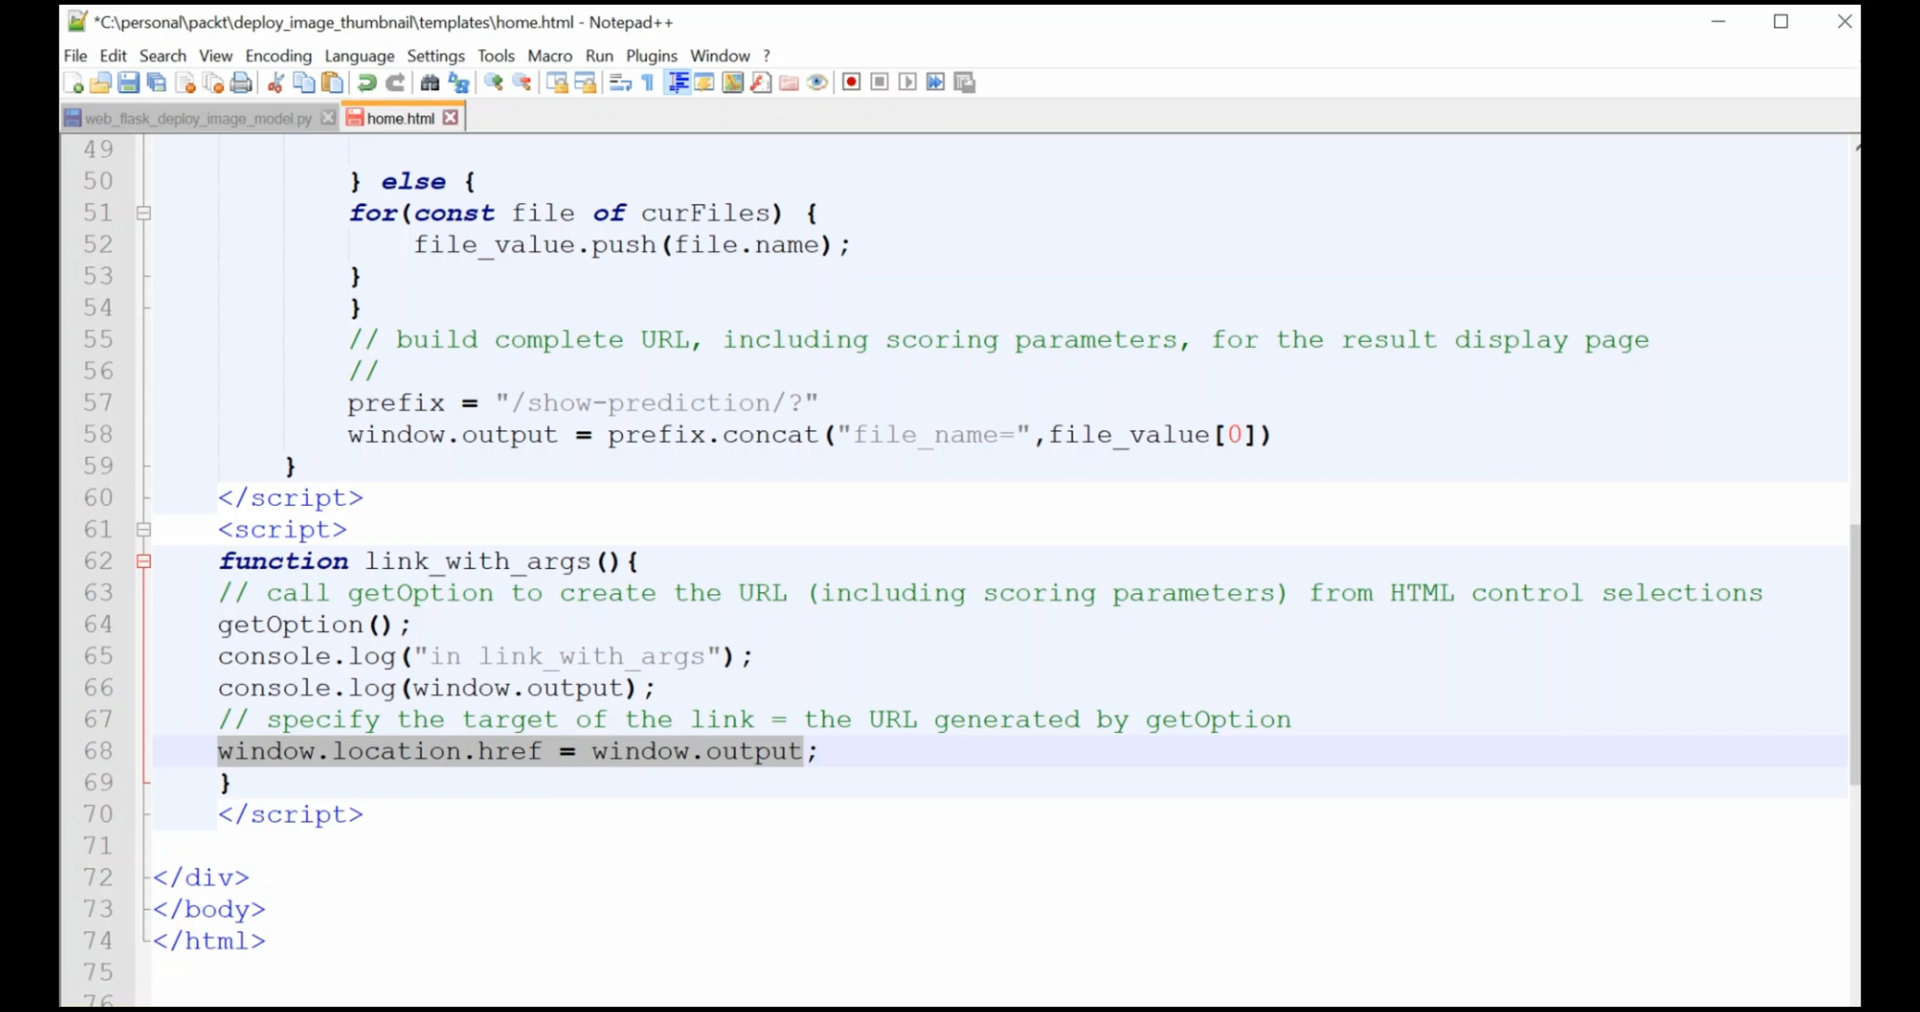 *C:\personal\packt\deploy_image_thumbnail\templates\home.html - Notepad++
File Edit Search View Encoding Language Settings Tools Macro Run Plugins Window ?
web_flask_deploy_image_model.py home.html
49
50 } else {
51 for(const file of curFiles) {
52 file_value.push(file.name);
53 }
54 }
55 // build complete URL, including scoring parameters, for the result display page
56 //
57 prefix = "/show-prediction/?"
58 window.output = prefix.concat("file_name=",file_value[0])
59 }
60 </script>
61 <script>
62 function link_with_args(){
63 // call getOption to create the URL (including scoring parameters) from HTML control selections
64 getOption();
65 console.log("in link_with_args");
66 console.log(window.output);
67 // specify the target of the link = the URL generated by getOption
68 window.location.href = window.output;
69 }
70 </script>
71
72 </div>
73 </body>
74 </html>
75
76